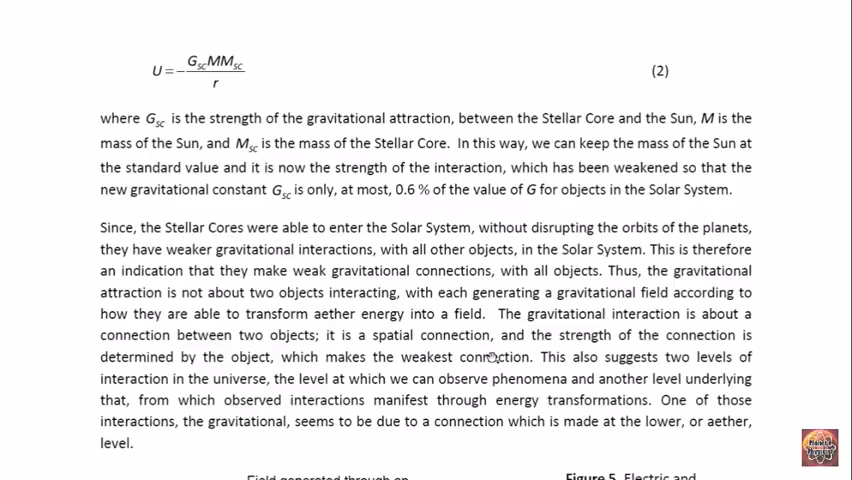 U = − G_sc M M_sc / r (2)
where G_sc is the strength of the gravitational attraction, between the Stellar Core and the Sun, M is the
mass of the Sun, and M_sc is the mass of the Stellar Core. In this way, we can keep the mass of the Sun at
the standard value and it is now the strength of the interaction, which has been weakened so that the
new gravitational constant G_sc is only, at most, 0.6 % of the value of G for objects in the Solar System.
Since, the Stellar Cores were able to enter the Solar System, without disrupting the orbits of the planets,
they have weaker gravitational interactions, with all other objects, in the Solar System. This is therefore
an indication that they make weak gravitational connections, with all objects. Thus, the gravitational
attraction is not about two objects interacting, with each generating a gravitational field according to
how they are able to transform aether energy into a field. The gravitational interaction is about a
connection between two objects; it is a spatial connection, and the strength of the connection is
determined by the object, which makes the weakest connection. This also suggests two levels of
interaction in the universe, the level at which we can observe phenomena and another level underlying
that, from which observed interactions manifest through energy transformations. One of those
interactions, the gravitational, seems to be due to a connection which is made at the lower, or aether,
level.
Field generated through an
Figure 5. Electric and